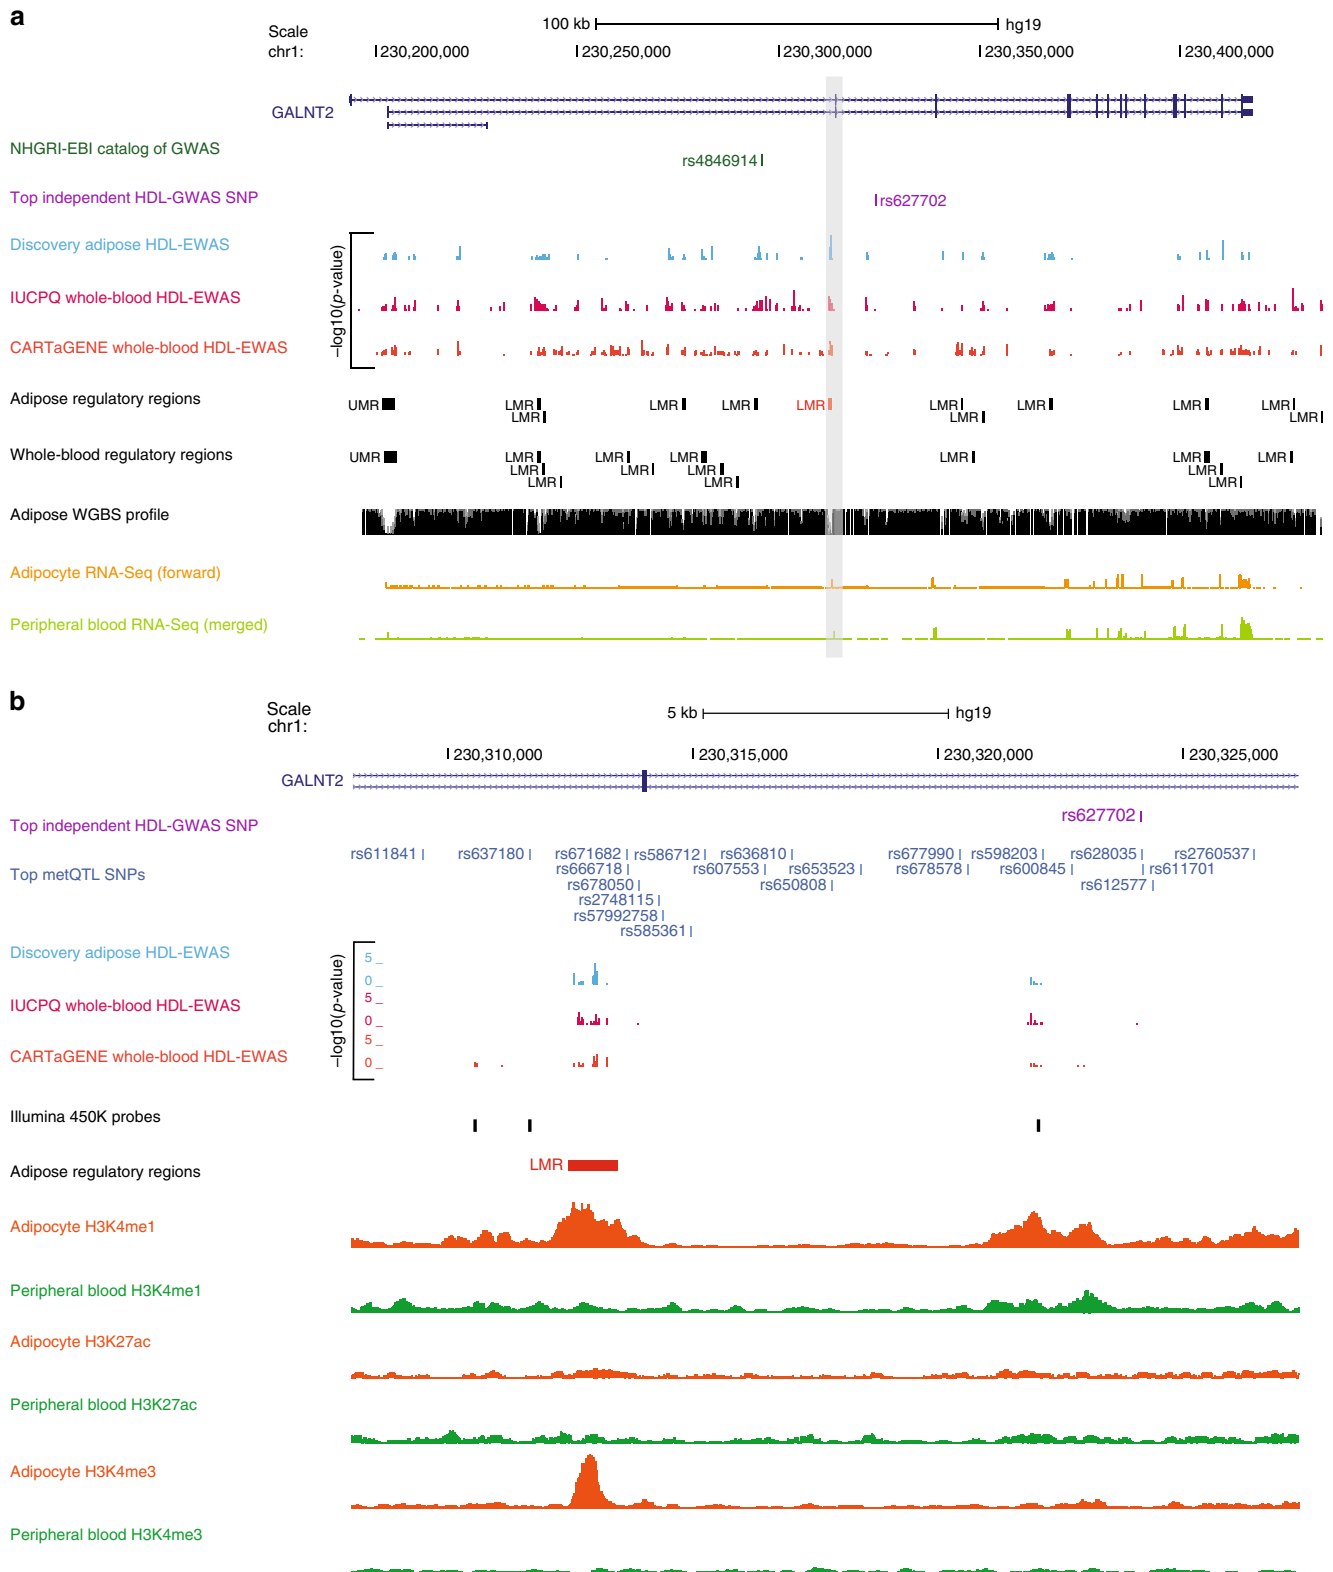 a
Scale
100 kb
hg19
chr1:
230,200,000
230,250,000
230,300,000
230,350,000
230,400,000
GALNT2
NHGRI-EBI catalog of GWAS
rs4846914
Top independent HDL-GWAS SNP
rs627702
Discovery adipose HDL-EWAS
IUCPQ whole-blood HDL-EWAS
CARTaGENE whole-blood HDL-EWAS
–log10(p-value)
Adipose regulatory regions
UMR LMR LMR LMR LMR LMR LMR LMR LMR
LMR LMR LMR
Whole-blood regulatory regions
UMR LMR LMR LMR LMR LMR LMR
LMR LMR LMR LMR
LMR LMR LMR
Adipose WGBS profile
Adipocyte RNA-Seq (forward)
Peripheral blood RNA-Seq (merged)
b
Scale
5 kb
hg19
chr1:
230,310,000
230,315,000
230,320,000
230,325,000
GALNT2
Top independent HDL-GWAS SNP
rs627702
Top metQTL SNPs
rs611841 rs637180 rs671682 rs586712 rs636810 rs677990 rs598203 rs628035 rs2760537
rs666718 rs607553 rs653523 rs678578 rs600845 rs611701
rs678050 rs650808 rs612577
rs2748115
rs57992758
rs585361
Discovery adipose HDL-EWAS
5
0
IUCPQ whole-blood HDL-EWAS
5
0
CARTaGENE whole-blood HDL-EWAS
5
0
–log10(p-value)
Illumina 450K probes
Adipose regulatory regions
LMR
Adipocyte H3K4me1
Peripheral blood H3K4me1
Adipocyte H3K27ac
Peripheral blood H3K27ac
Adipocyte H3K4me3
Peripheral blood H3K4me3